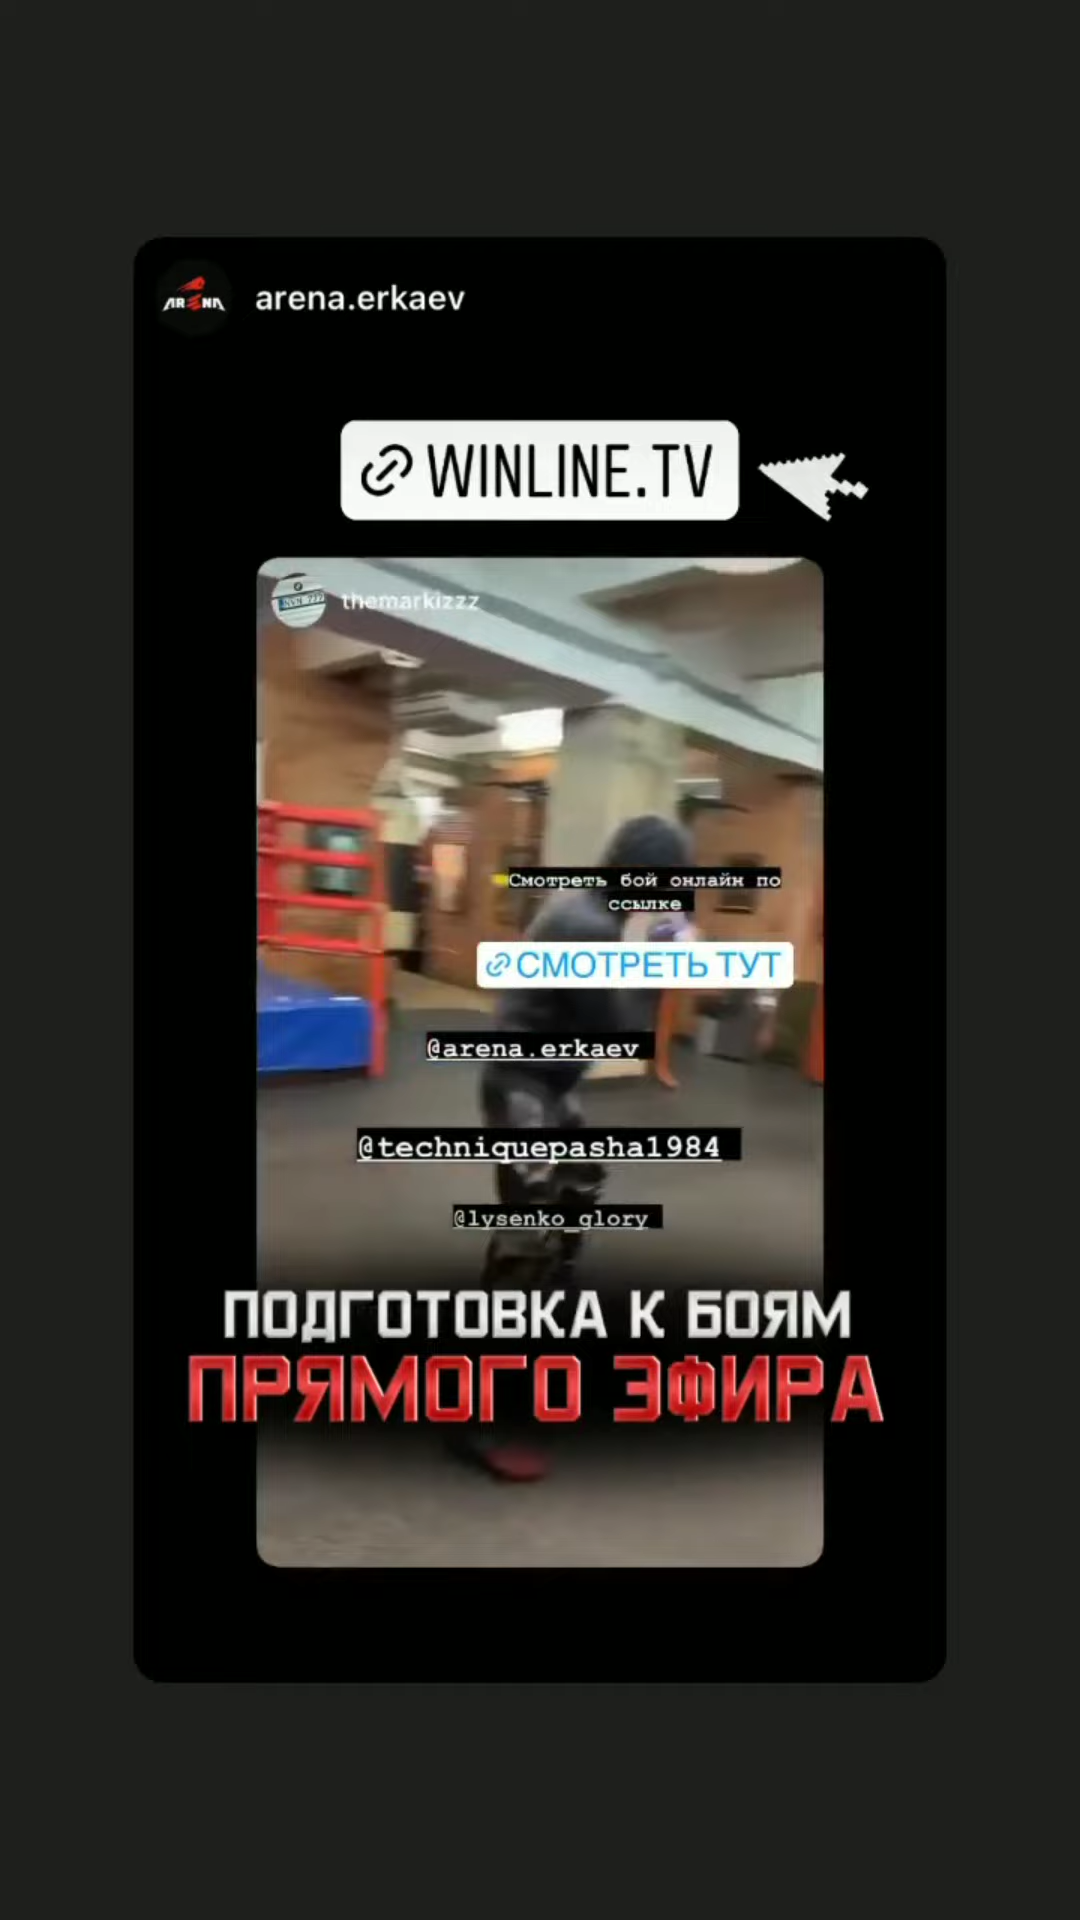 ARENA
arena.erkaev
WINLINE.TV
themarkizzz
Смотреть бой онлайн по
ссылке
СМОТРЕТЬ ТУТ
@arena.erkaev
@techniquepasha1984
@lysenko_glory
ПОДГОТОВКА К БОЯМ
ПРЯМОГО ЭФИРА